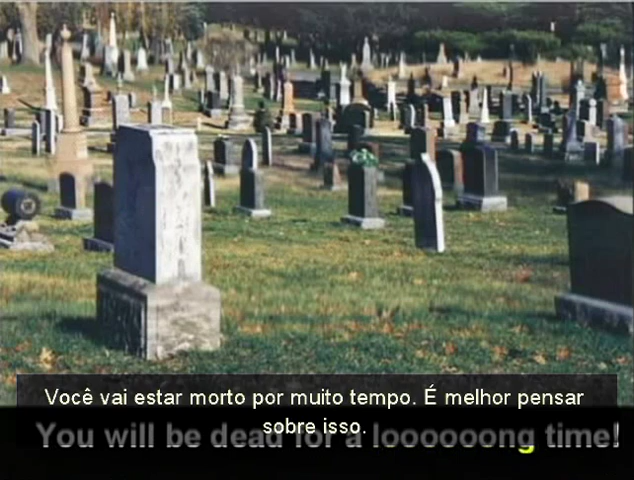 Você vai estar morto por muito tempo. É melhor pensar
sobre isso.
You will be dead for a loooooong time!